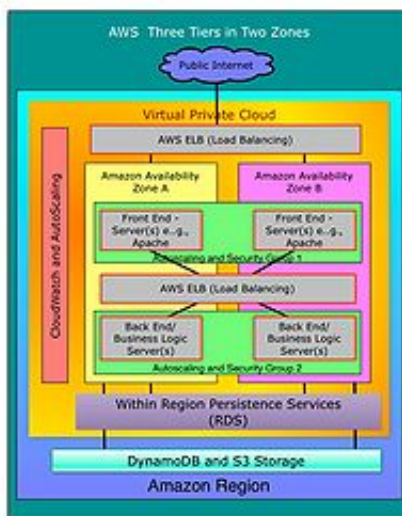 AWS Three Tiers in Two Zones
Public Internet
Virtual Private Cloud
AWS ELB (Load Balancing)
CloudWatch and AutoScaling
Amazon Availability
Zone A
Amazon Availability
Zone B
Front End -
Server(s) e..g.,
Apache
Front End -
Server(s) e..g.,
Apache
Autoscaling and Security Group 1
AWS ELB (Load Balancing)
Back End/
Business Logic
Server(s)
Back End/
Business Logic
Server(s)
Autoscaling and Security Group 2
Within Region Persistence Services
(RDS)
DynamoDB and S3 Storage
Amazon Region